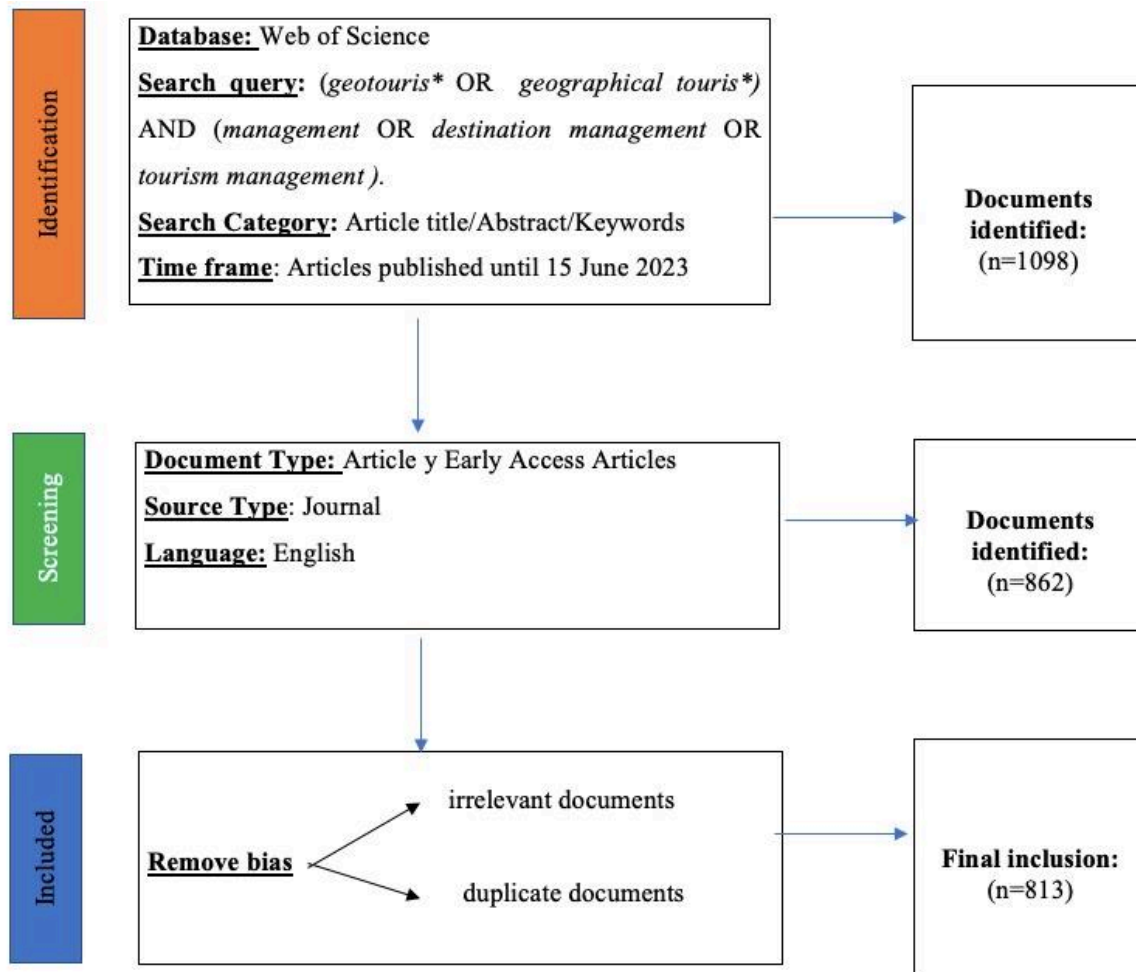 Identification
Database: Web of Science
Search query: (geotouris* OR geographical touris*)
AND (management OR destination management OR
tourism management ).
Search Category: Article title/Abstract/Keywords
Time frame: Articles published until 15 June 2023
Documents
identified:
(n=1098)
Screening
Document Type: Article y Early Access Articles
Source Type: Journal
Language: English
Documents
identified:
(n=862)
Included
Remove bias
irrelevant documents
duplicate documents
Final inclusion:
(n=813)